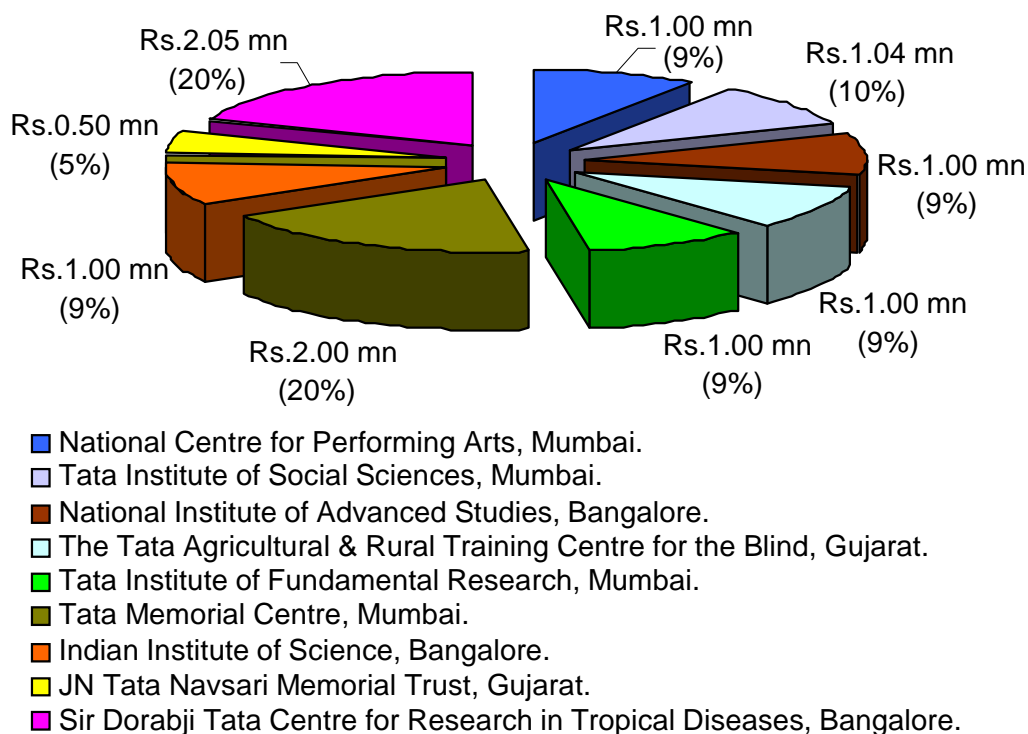 Rs.2.05 mn
(20%)
Rs.1.00 mn
(9%)
Rs.1.04 mn
(10%)
Rs.0.50 mn
(5%)
Rs.1.00 mn
(9%)
Rs.1.00 mn
(9%)
Rs.1.00 mn
(9%)
Rs.2.00 mn
(20%)
Rs.1.00 mn
(9%)
National Centre for Performing Arts, Mumbai.
Tata Institute of Social Sciences, Mumbai.
National Institute of Advanced Studies, Bangalore.
The Tata Agricultural & Rural Training Centre for the Blind, Gujarat.
Tata Institute of Fundamental Research, Mumbai.
Tata Memorial Centre, Mumbai.
Indian Institute of Science, Bangalore.
JN Tata Navsari Memorial Trust, Gujarat.
Sir Dorabji Tata Centre for Research in Tropical Diseases, Bangalore.